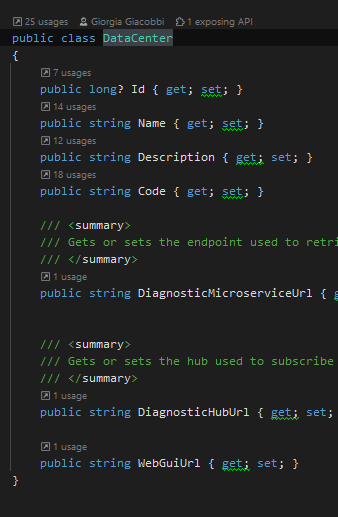 25 usages Giorgia Giacobbi 1 exposing API
public class DataCenter
{
7 usages
public long? Id { get; set; }
14 usages
public string Name { get; set; }
12 usages
public string Description { get; set; }
18 usages
public string Code { get; set; }
/// <summary>
/// Gets or sets the endpoint used to retri
/// </summary>
1 usage
public string DiagnosticMicroserviceUrl { g
/// <summary>
/// Gets or sets the hub used to subscribe
/// </summary>
1 usage
public string DiagnosticHubUrl { get; set;
1 usage
public string WebGuiUrl { get; set; }
}